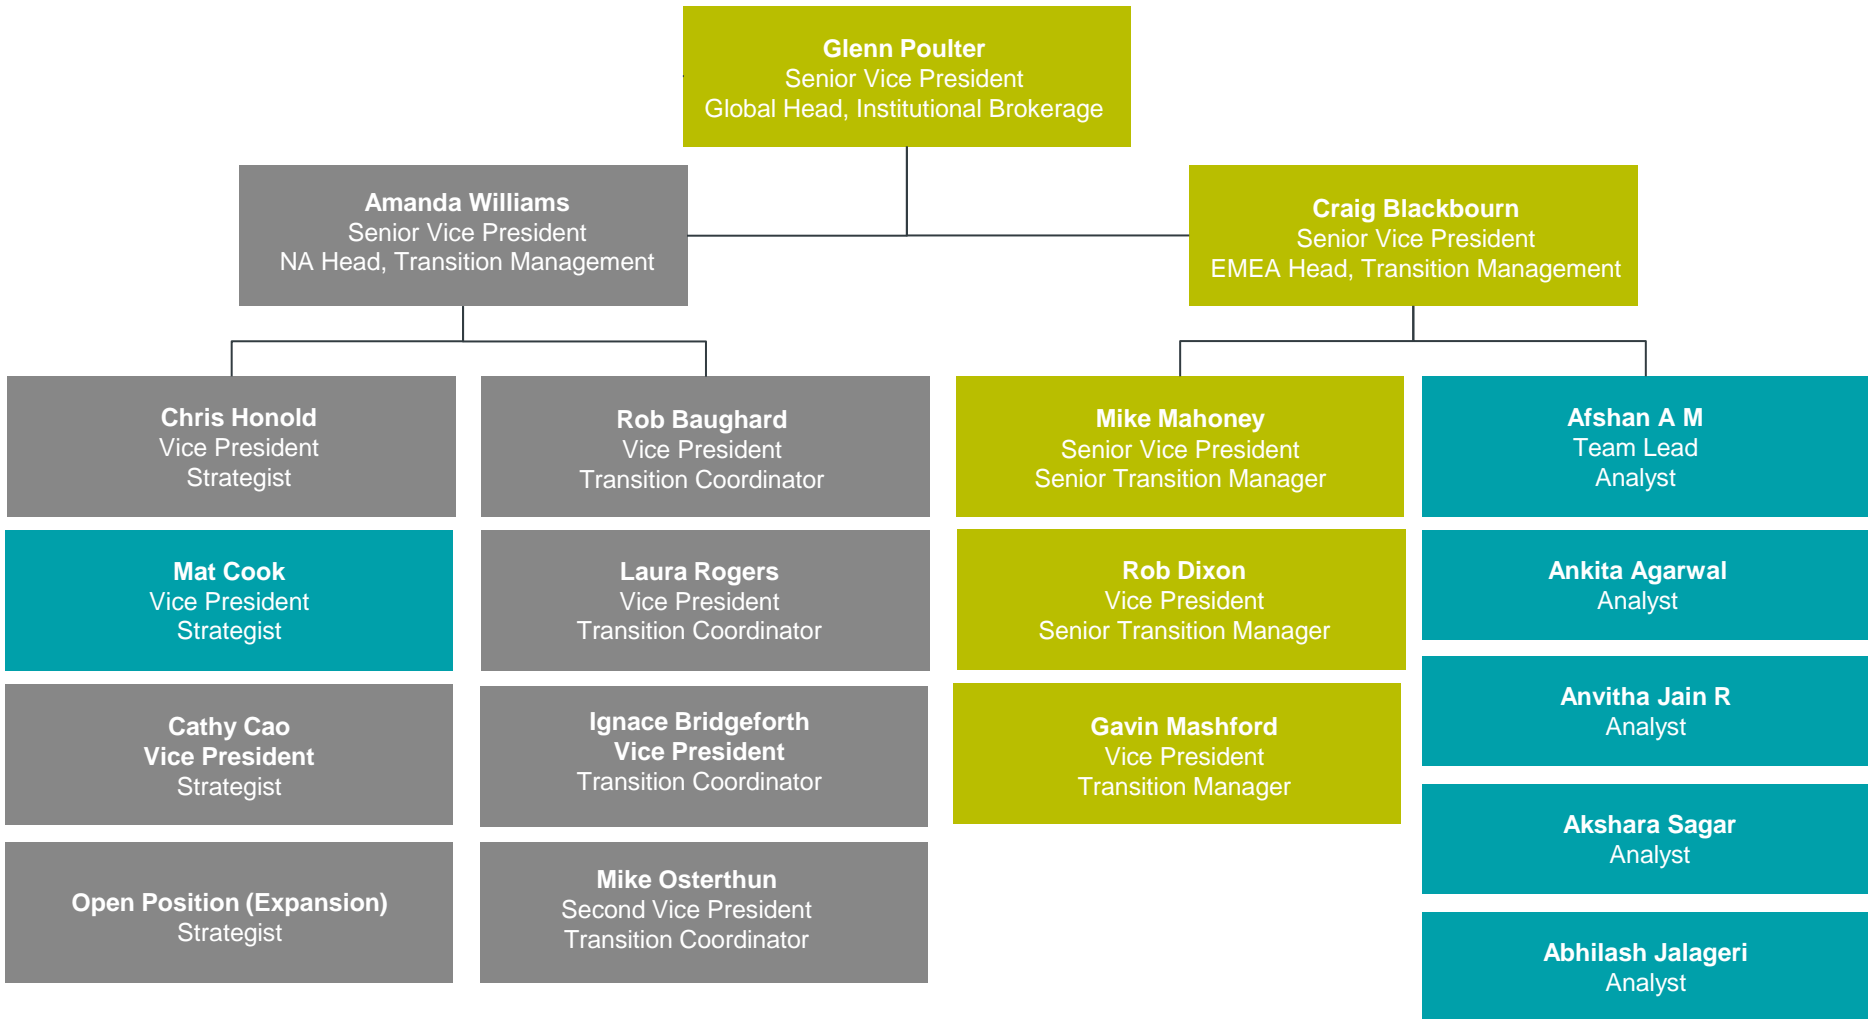 Glenn Poulter
Senior Vice President
Global Head, Institutional Brokerage
Amanda Williams
Senior Vice President
NA Head, Transition Management
Craig Blackbourn
Senior Vice President
EMEA Head, Transition Management
Chris Honold
Vice President
Strategist
Mat Cook
Vice President
Strategist
Cathy Cao
Vice President
Strategist
Open Position (Expansion)
Strategist
Rob Baughard
Vice President
Transition Coordinator
Laura Rogers
Vice President
Transition Coordinator
Ignace Bridgeforth
Vice President
Transition Coordinator
Mike Osterthun
Second Vice President
Transition Coordinator
Mike Mahoney
Senior Vice President
Senior Transition Manager
Rob Dixon
Vice President
Senior Transition Manager
Gavin Mashford
Vice President
Transition Manager
Afshan A M
Team Lead
Analyst
Ankita Agarwal
Analyst
Anvitha Jain R
Analyst
Akshara Sagar
Analyst
Abhilash Jalageri
Analyst